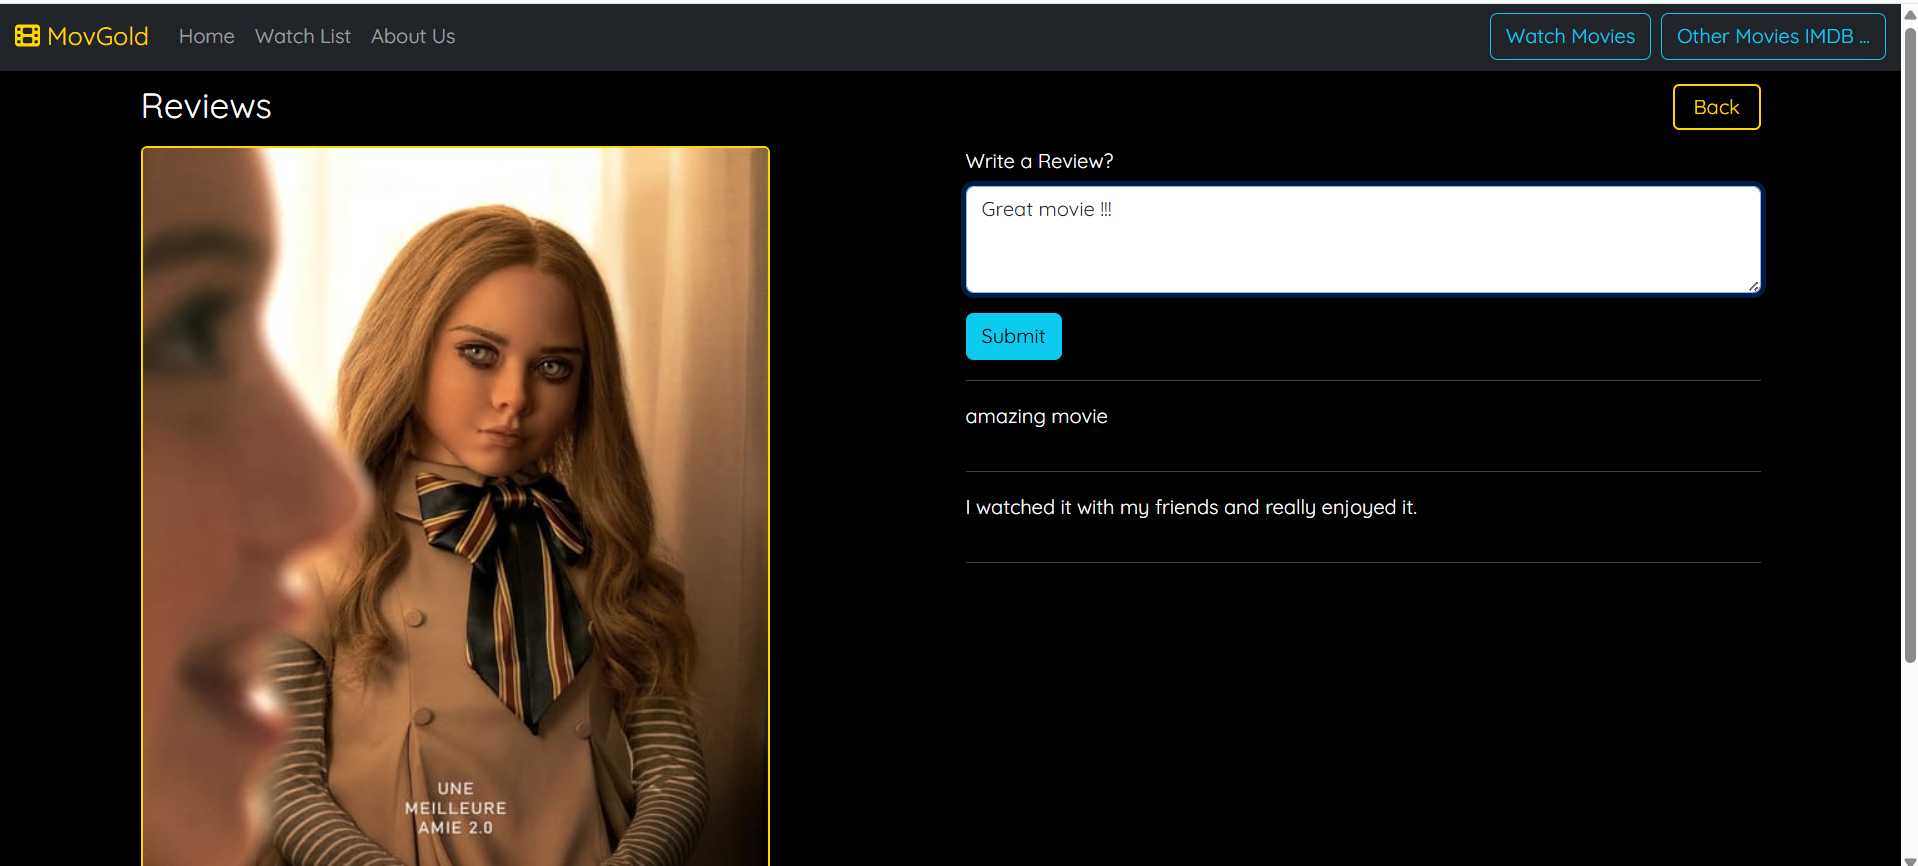 MovGold Home Watch List About Us Watch Movies Other Movies IMDB ...
Reviews
Back
Write a Review?
Great movie !!!
Submit
amazing movie
I watched it with my friends and really enjoyed it.
UNE
MEILLEURE
AMIE 2.0